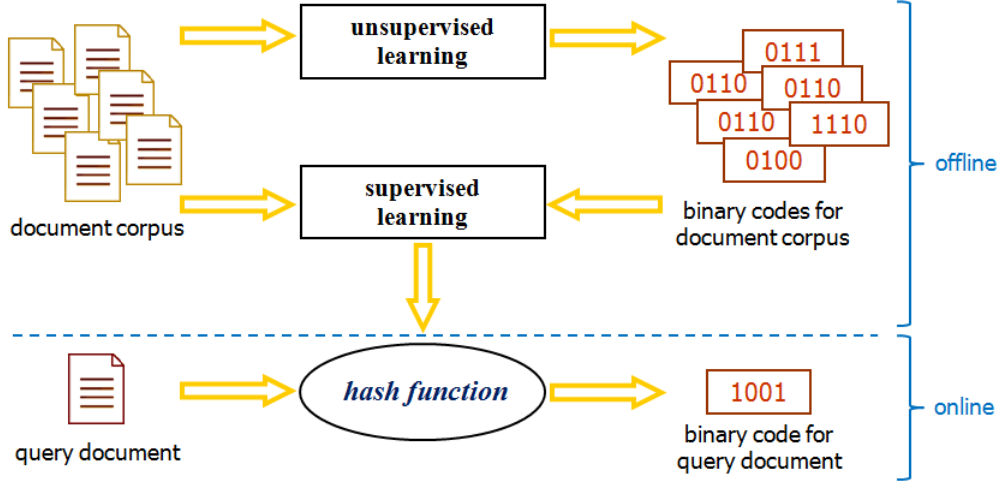 unsupervised
learning
0111
0110
0110
0110
1110
0100
offline
supervised
learning
document corpus
binary codes for
document corpus
hash function
1001
online
query document
binary code for
query document